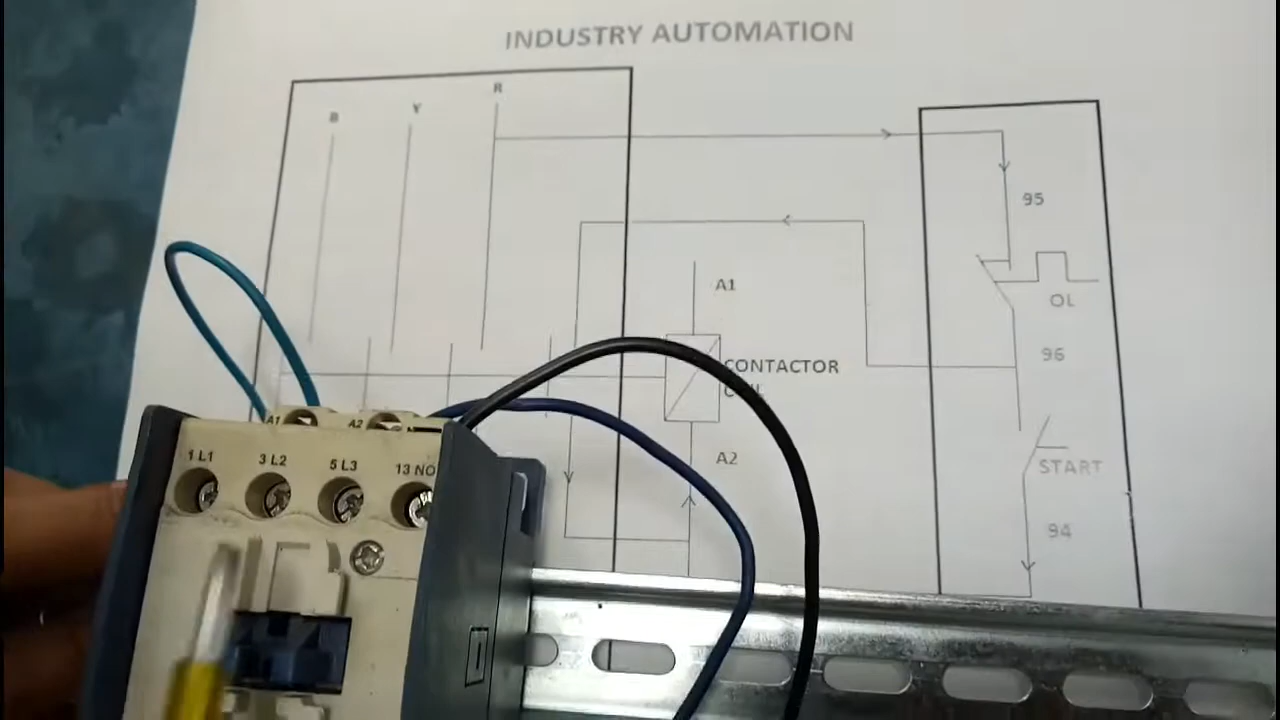 INDUSTRY AUTOMATION
B
Y
R
95
A1
OL
96
CONTACTOR
A2
START
94
A1
A2
1 L1
3 L2
5 L3
13 NO